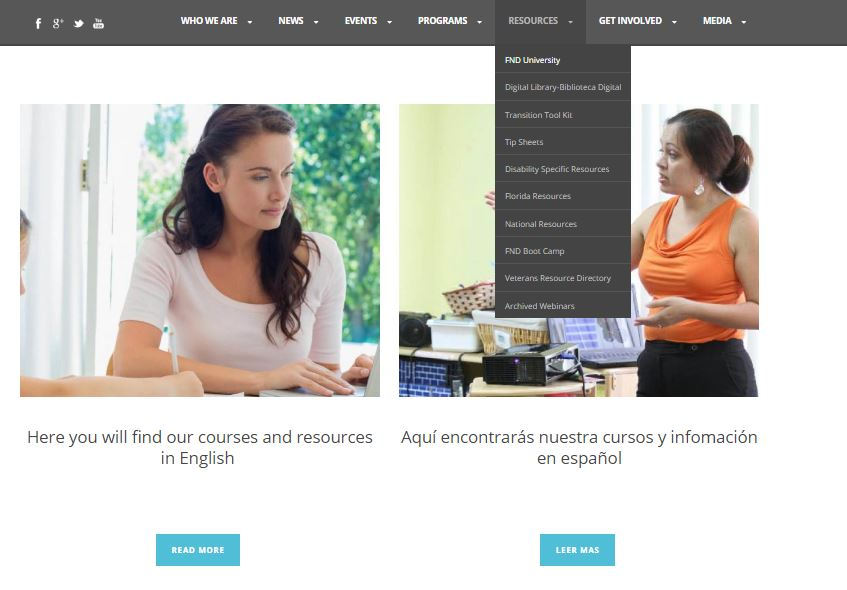 WHO WE ARE NEWS EVENTS PROGRAMS RESOURCES GET INVOLVED MEDIA
FND University
Digital Library-Biblioteca Digital
Transition Tool Kit
Tip Sheets
Disability Specific Resources
Florida Resources
National Resources
FND Boot Camp
Veterans Resource Directory
Archived Webinars
Here you will find our courses and resources
in English
Aquí encontrarás nuestra cursos y infomación
en español
READ MORE
LEER MAS